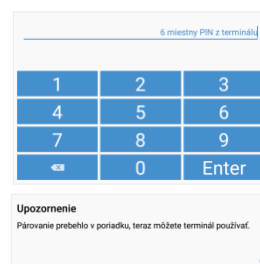 6 miestny PIN z terminálu
1 2 3
4 5 6
7 8 9
0 Enter
Upozornenie
Párovanie prebehlo v poriadku, teraz môžete terminál používať.